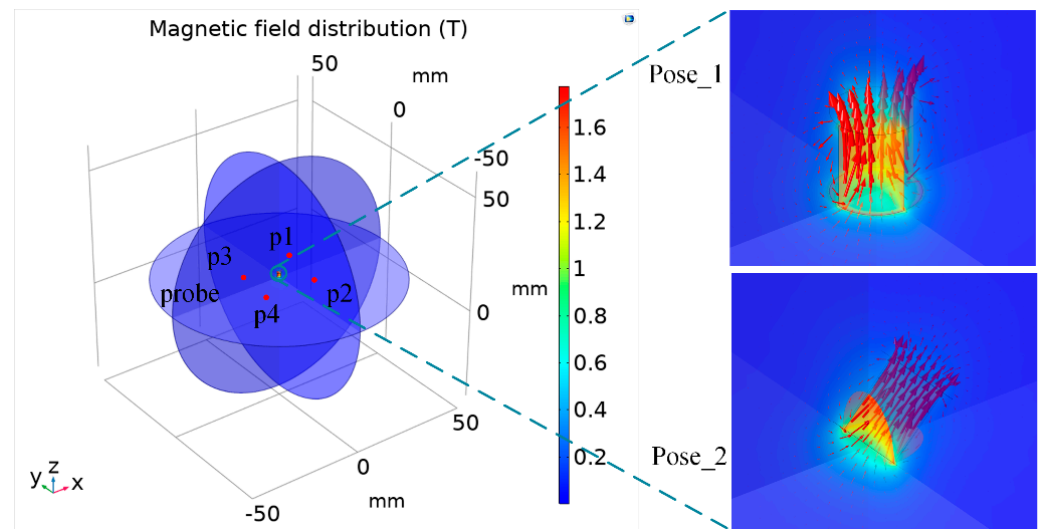 Magnetic field distribution (T)
50
mm
0
-50
50
mm
0
50
0
mm
-50
p1
p3
probe
p2
p4
y z x
1.6
1.4
1.2
1
0.8
0.6
0.4
0.2
Pose_1
Pose_2